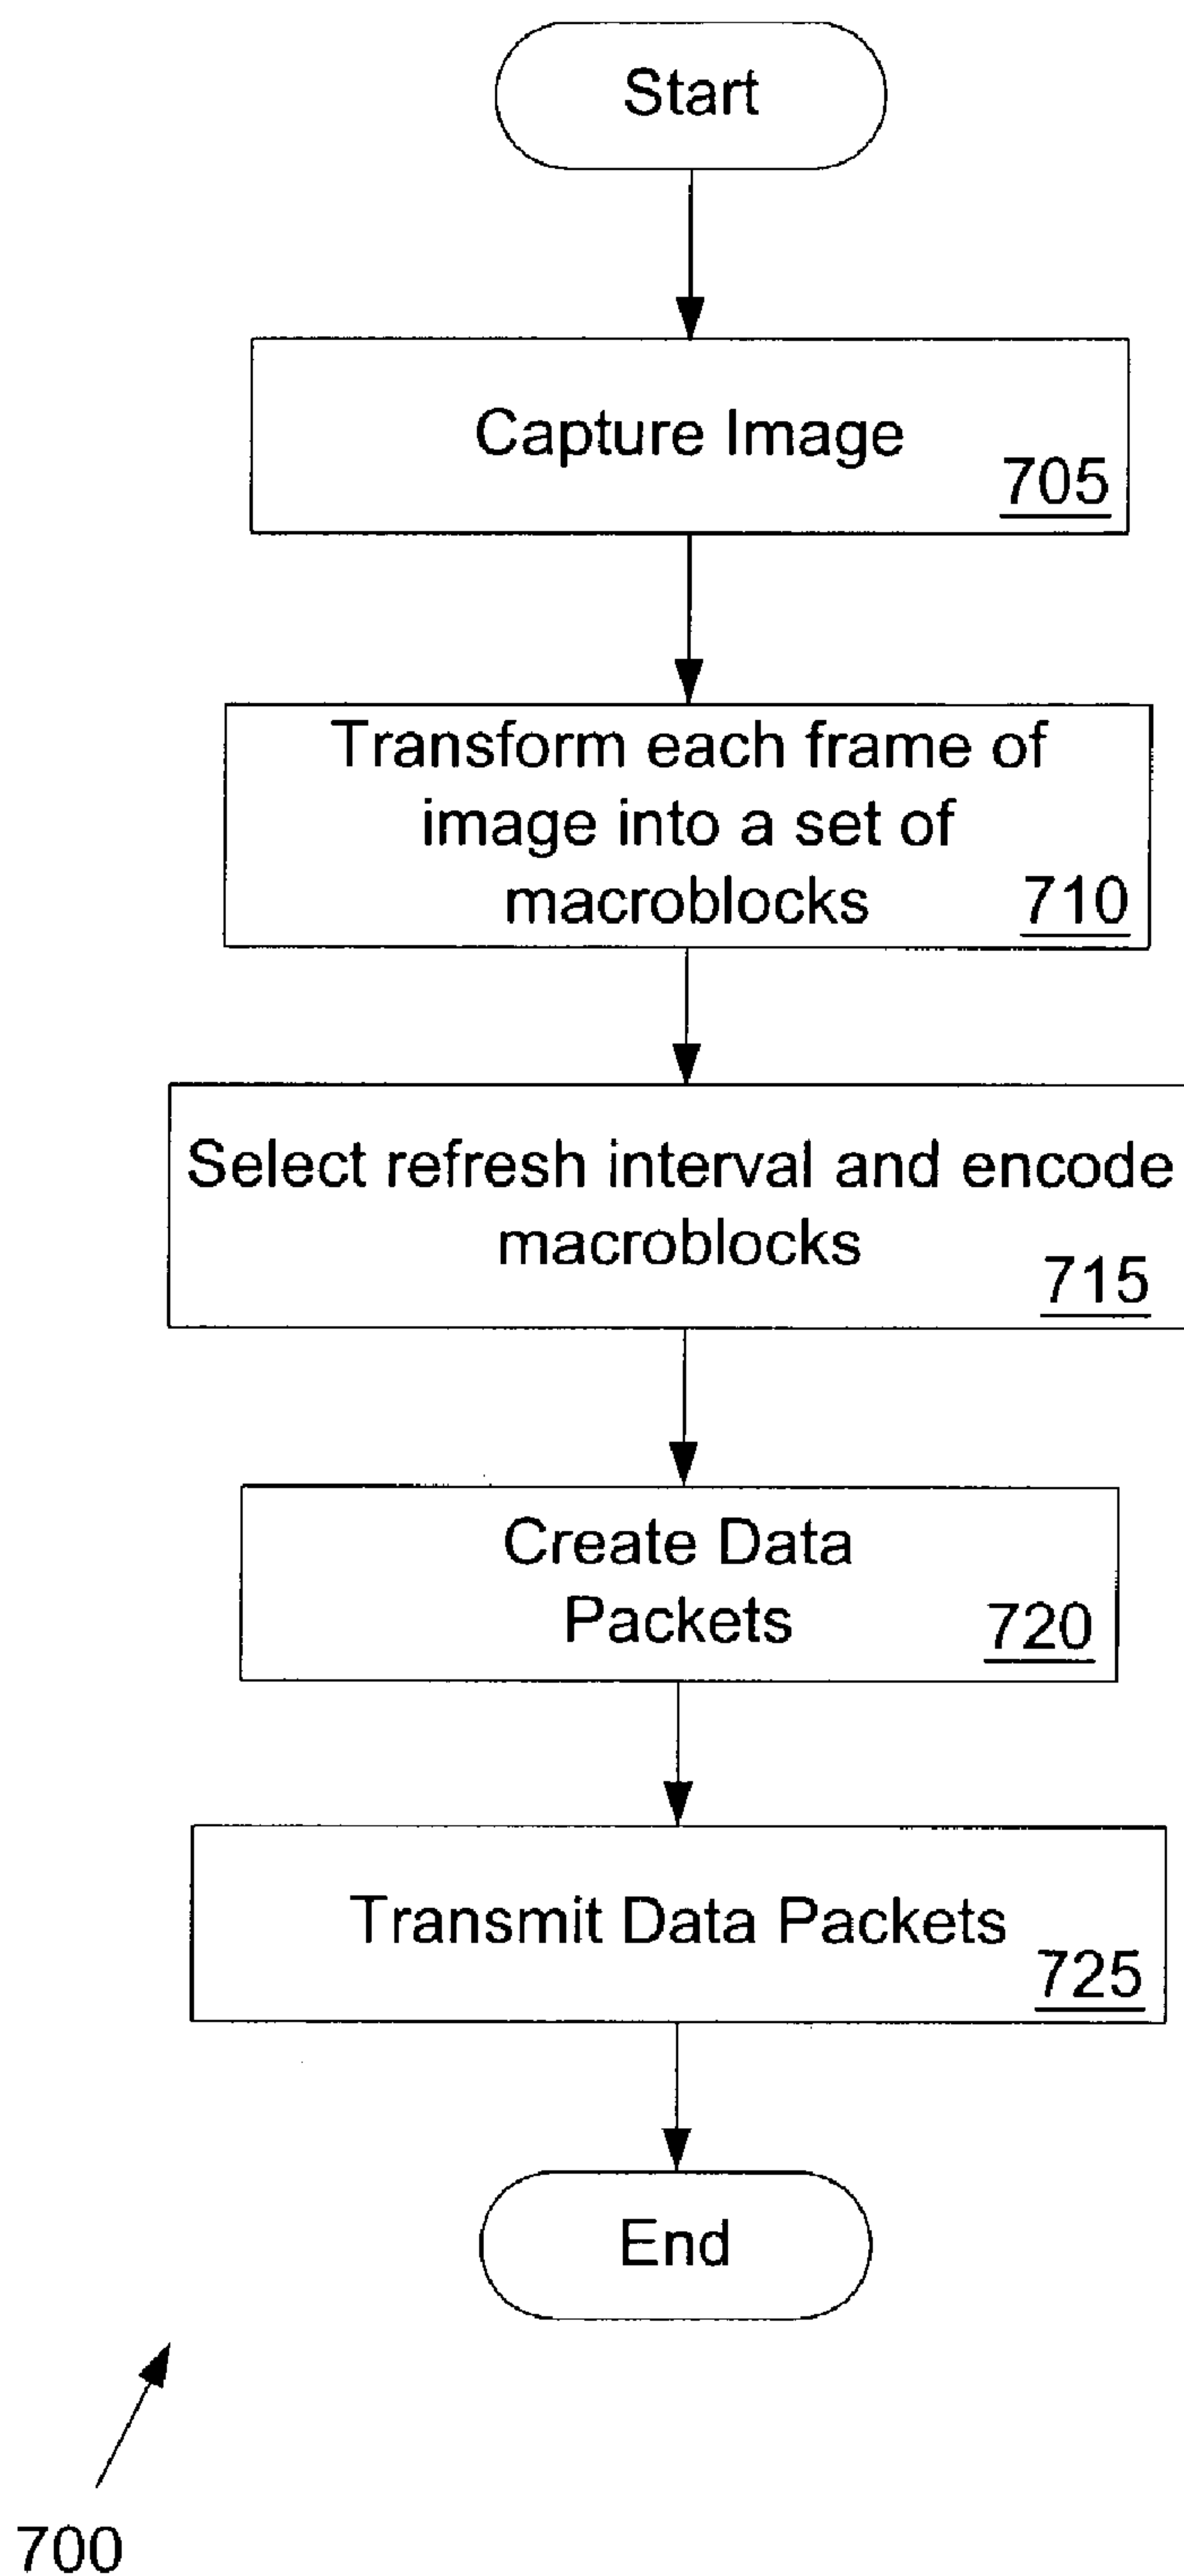 Start
Capture Image
705
Transform each frame of
image into a set of
macroblocks
710
Select refresh interval and encode
macroblocks
715
Create Data
Packets
720
Transmit Data Packets
725
End
700